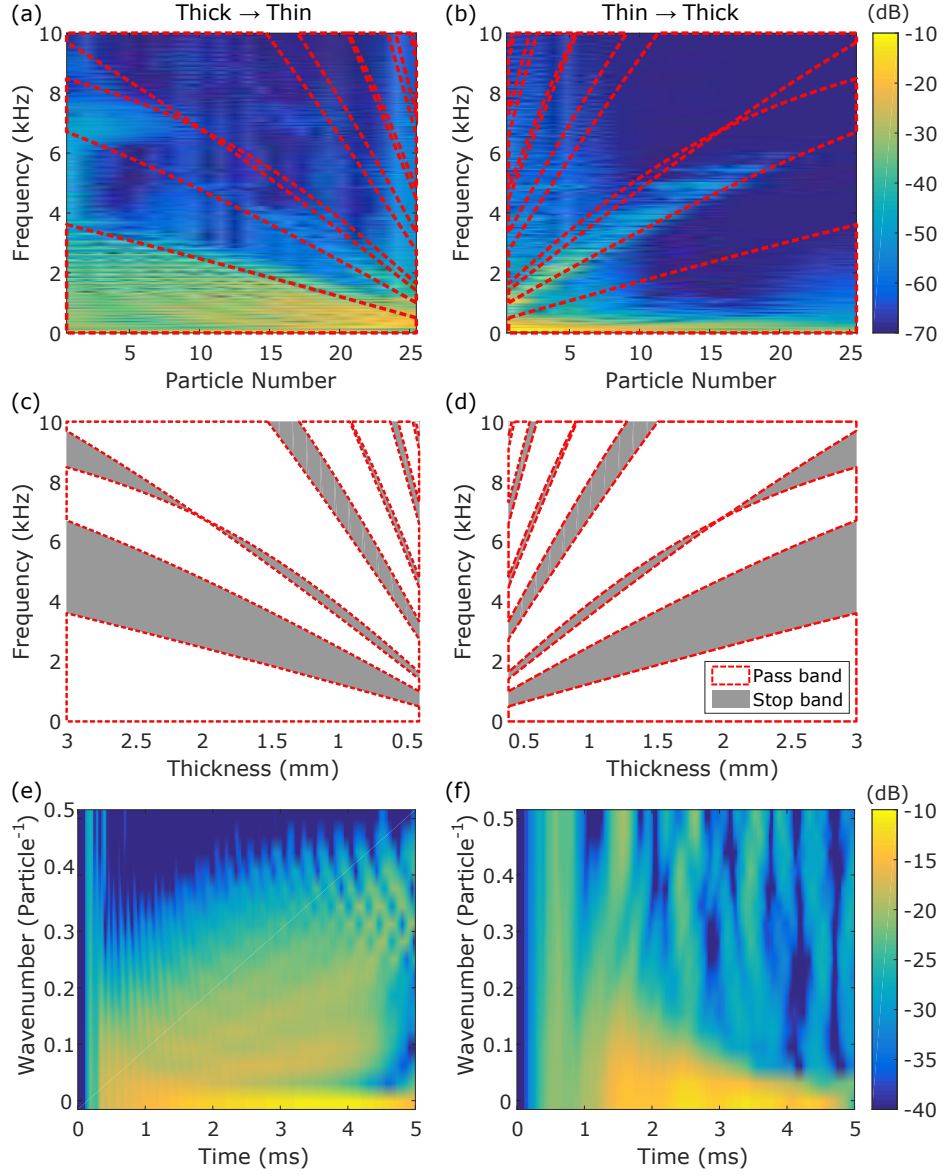 (a) Thick → Thin
(b) Thin → Thick (dB)
10 10 -10
8 8 -20
6 6 -30
-40
4 4 -50
2 2 -60
0 0 -70
Frequency (kHz) Frequency (kHz)
5 10 15 20 25 5 10 15 20 25
Particle Number Particle Number
(c) (d)
10 10
8 8
6 6
4 4
2 2
0 0
Frequency (kHz) Frequency (kHz)
Pass band
Stop band
3 2.5 2 1.5 1 0.5 0.5 1 1.5 2 2.5 3
Thickness (mm) Thickness (mm)
(e) (f) (dB)
0.5 0.5 -10
0.4 0.4 -15
-20
0.3 0.3
-25
0.2 0.2
-30
0.1 0.1 -35
0 0 -40
Wavenumber (Particle-1) Wavenumber (Particle-1)
0 1 2 3 4 5 0 1 2 3 4 5
Time (ms) Time (ms)